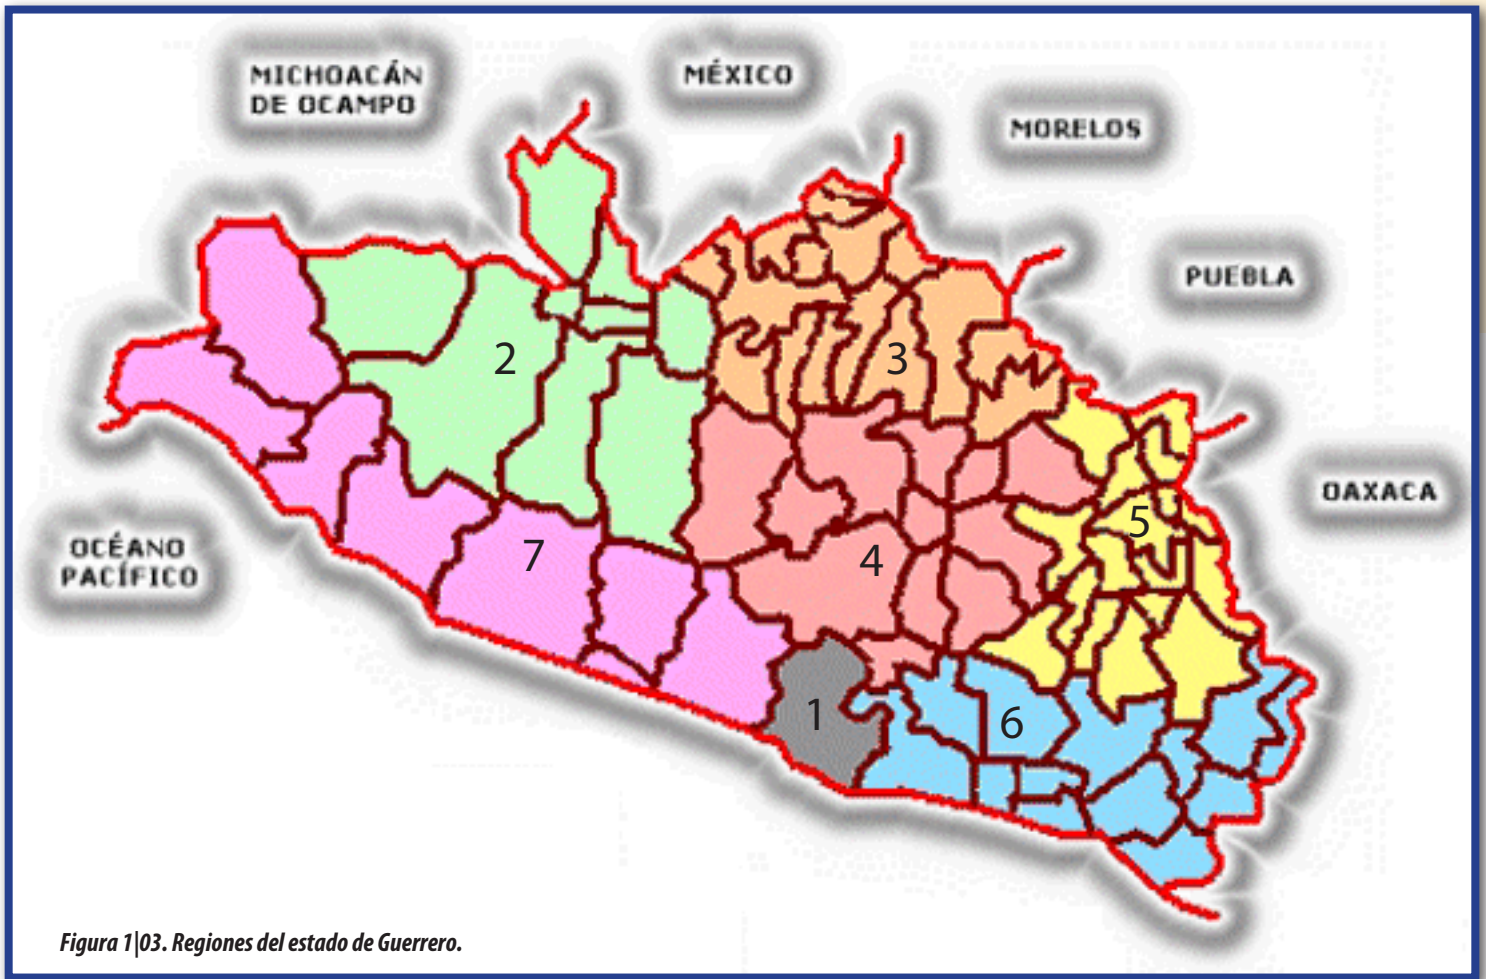 MICHOACÁN
DE OCAMPO
MÉXICO
MORELOS
PUEBLA
OAXACA
OCÉANO
PACÍFICO
2
3
5
7
4
1
6
Figura 1|03. Regiones del estado de Guerrero.